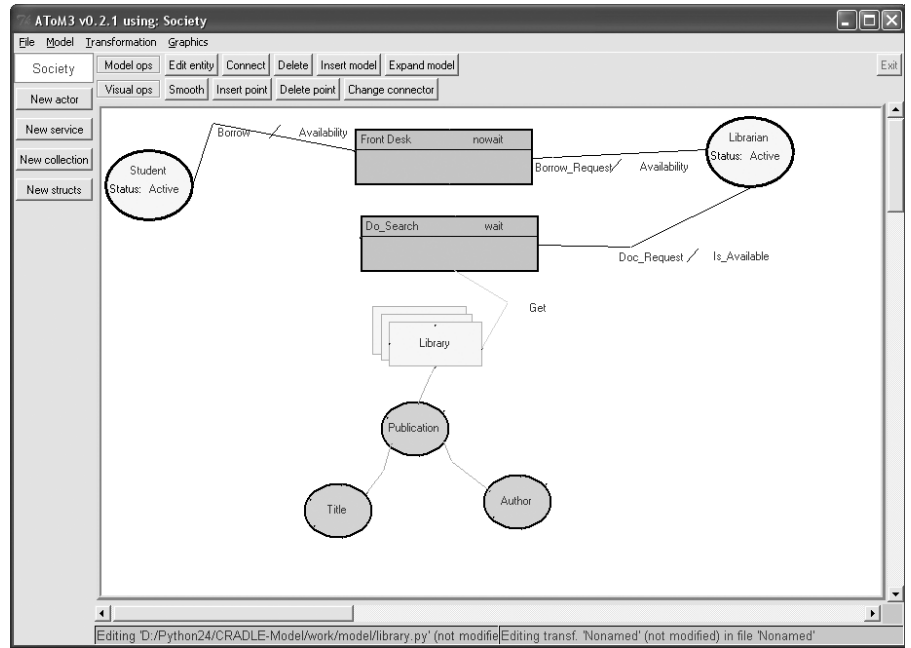 AToM3 v0.2.1 using: Society
File Model Transformation Graphics
Society Model ops Edit entity Connect Delete Insert model Expand model Exit
New actor Visual ops Smooth Insert point Delete point Change connector
New service
New collection
New structs
Borrow / Availability
Front Desk nowait
Librarian
Status: Active
Student
Status: Active
Borrow_Request/ Availability
Do_Search wait
Doc_Request / Is_Available
Get
Library
Publication
Title
Author
Editing 'D:/Python24/CRADLE-Model/work/model/library.py' (not modifie Editing transf. 'Nonamed' (not modified) in file 'Nonamed'